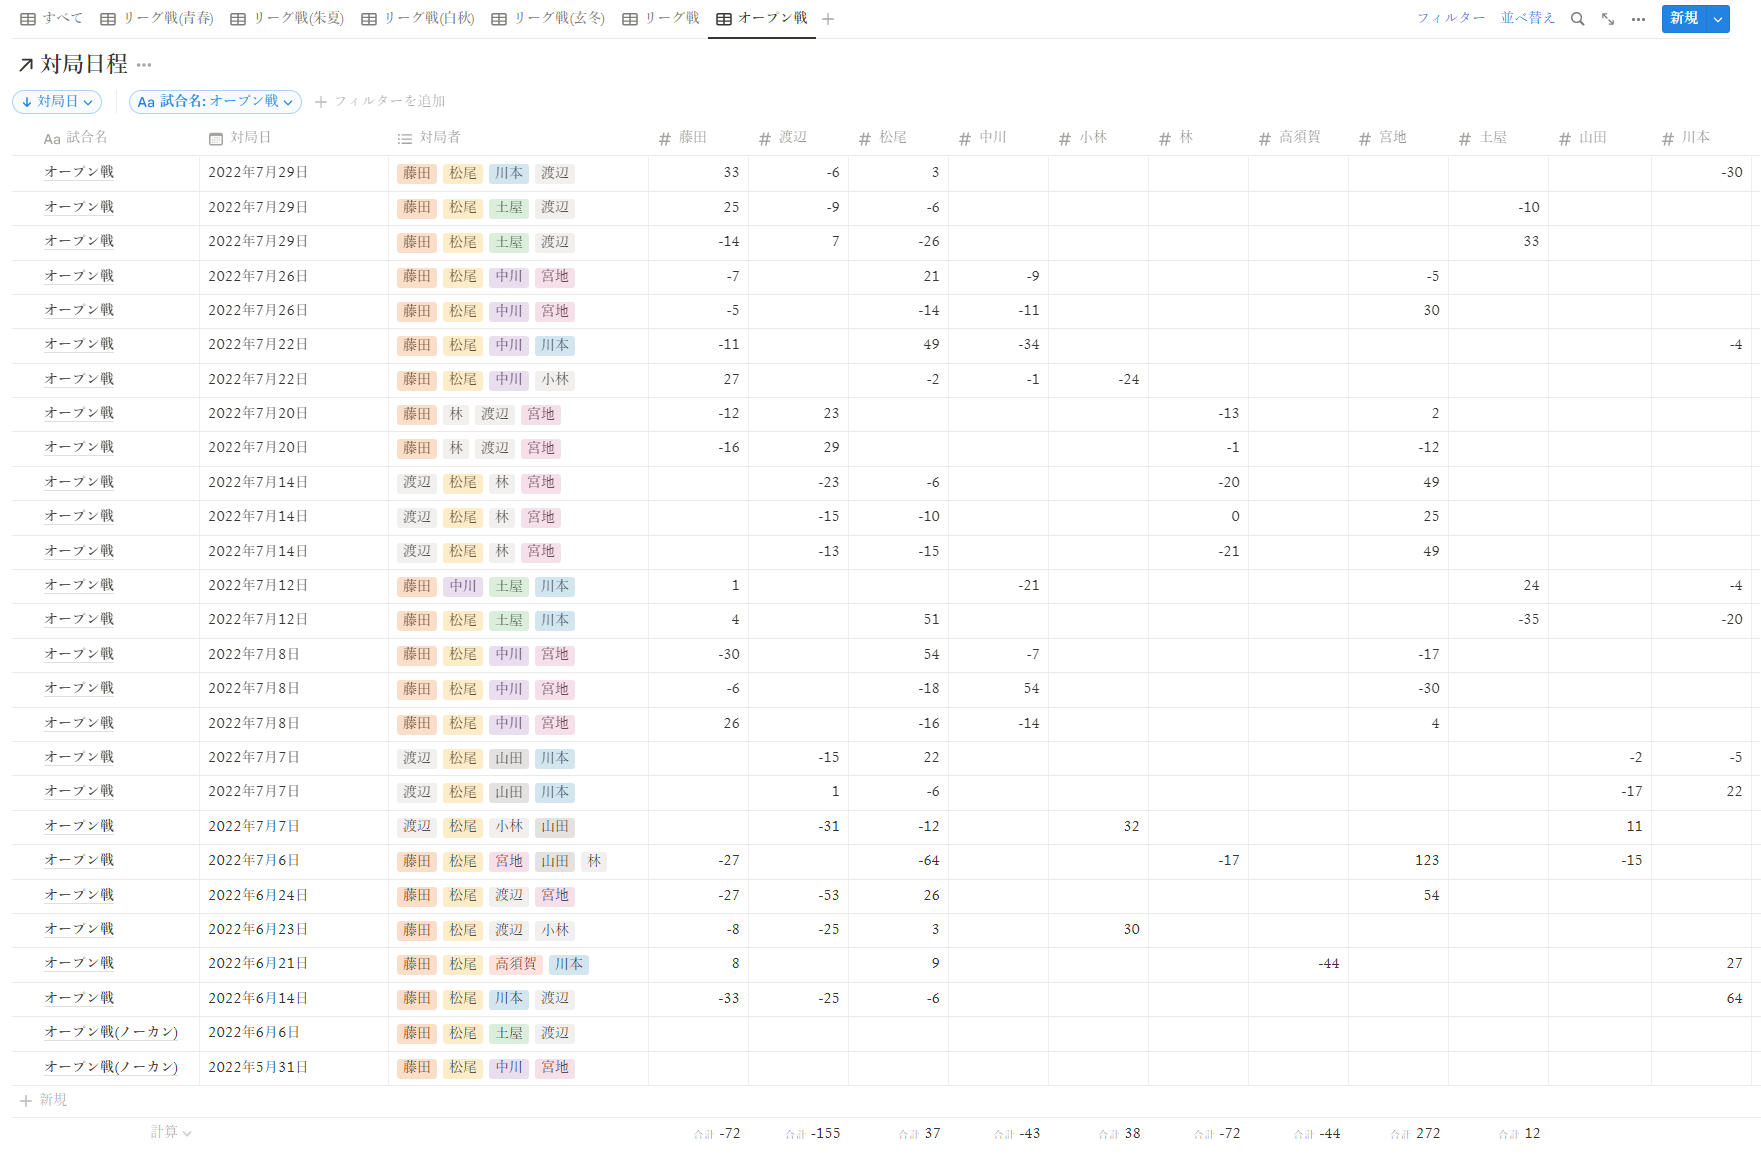 すべて リーグ戦(青春) リーグ戦(朱夏) リーグ戦(白秋) リーグ戦(玄冬) リーグ戦 オープン戦 フィルター 並べ替え 新規
対局日程
対局日 Aa 試合名: オープン戦 フィルターを追加
Aa 試合名 対局日 対局者 # 藤田 # 渡辺 # 松尾 # 中川 # 小林 # 林 # 高須賀 # 宮地 # 土屋 # 山田 # 川本
オープン戦 2022年7月29日 藤田 松尾 川本 渡辺 33 -6 3 -30
オープン戦 2022年7月29日 藤田 松尾 土屋 渡辺 25 -9 -6 -10
オープン戦 2022年7月29日 藤田 松尾 土屋 渡辺 -14 7 -26 33
オープン戦 2022年7月26日 藤田 松尾 中川 宮地 -7 21 -9 -5
オープン戦 2022年7月26日 藤田 松尾 中川 宮地 -5 -14 -11 30
オープン戦 2022年7月22日 藤田 松尾 中川 川本 -11 49 -34 -4
オープン戦 2022年7月22日 藤田 松尾 中川 小林 27 -2 -1 -24
オープン戦 2022年7月20日 藤田 林 渡辺 宮地 -12 23 -13 2
オープン戦 2022年7月20日 藤田 林 渡辺 宮地 -16 29 -1 -12
オープン戦 2022年7月14日 渡辺 松尾 林 宮地 -23 -6 -20 49
オープン戦 2022年7月14日 渡辺 松尾 林 宮地 -15 -10 0 25
オープン戦 2022年7月14日 渡辺 松尾 林 宮地 -13 -15 -21 49
オープン戦 2022年7月12日 藤田 中川 土屋 川本 1 -21 24 -4
オープン戦 2022年7月12日 藤田 松尾 土屋 川本 4 51 -35 -20
オープン戦 2022年7月8日 藤田 松尾 中川 宮地 -30 54 -7 -17
オープン戦 2022年7月8日 藤田 松尾 中川 宮地 -6 -18 54 -30
オープン戦 2022年7月8日 藤田 松尾 中川 宮地 26 -16 -14 4
オープン戦 2022年7月7日 渡辺 松尾 山田 川本 -15 22 -2 -5
オープン戦 2022年7月7日 渡辺 松尾 山田 川本 1 -6 -17 22
オープン戦 2022年7月7日 渡辺 松尾 小林 山田 -31 -12 32 11
オープン戦 2022年7月6日 藤田 松尾 宮地 山田 林 -27 -64 -17 123 -15
オープン戦 2022年6月24日 藤田 松尾 渡辺 宮地 -27 -53 26 54
オープン戦 2022年6月23日 藤田 松尾 渡辺 小林 -8 -25 3 30
オープン戦 2022年6月21日 藤田 松尾 高須賀 川本 8 9 -44 27
オープン戦 2022年6月14日 藤田 松尾 川本 渡辺 -33 -25 -6 64
オープン戦(ノーカン) 2022年6月6日 藤田 松尾 土屋 渡辺
オープン戦(ノーカン) 2022年5月31日 藤田 松尾 中川 宮地
新規
計算 合計 -72 合計 -155 合計 37 合計 -43 合計 38 合計 -72 合計 -44 合計 272 合計 12